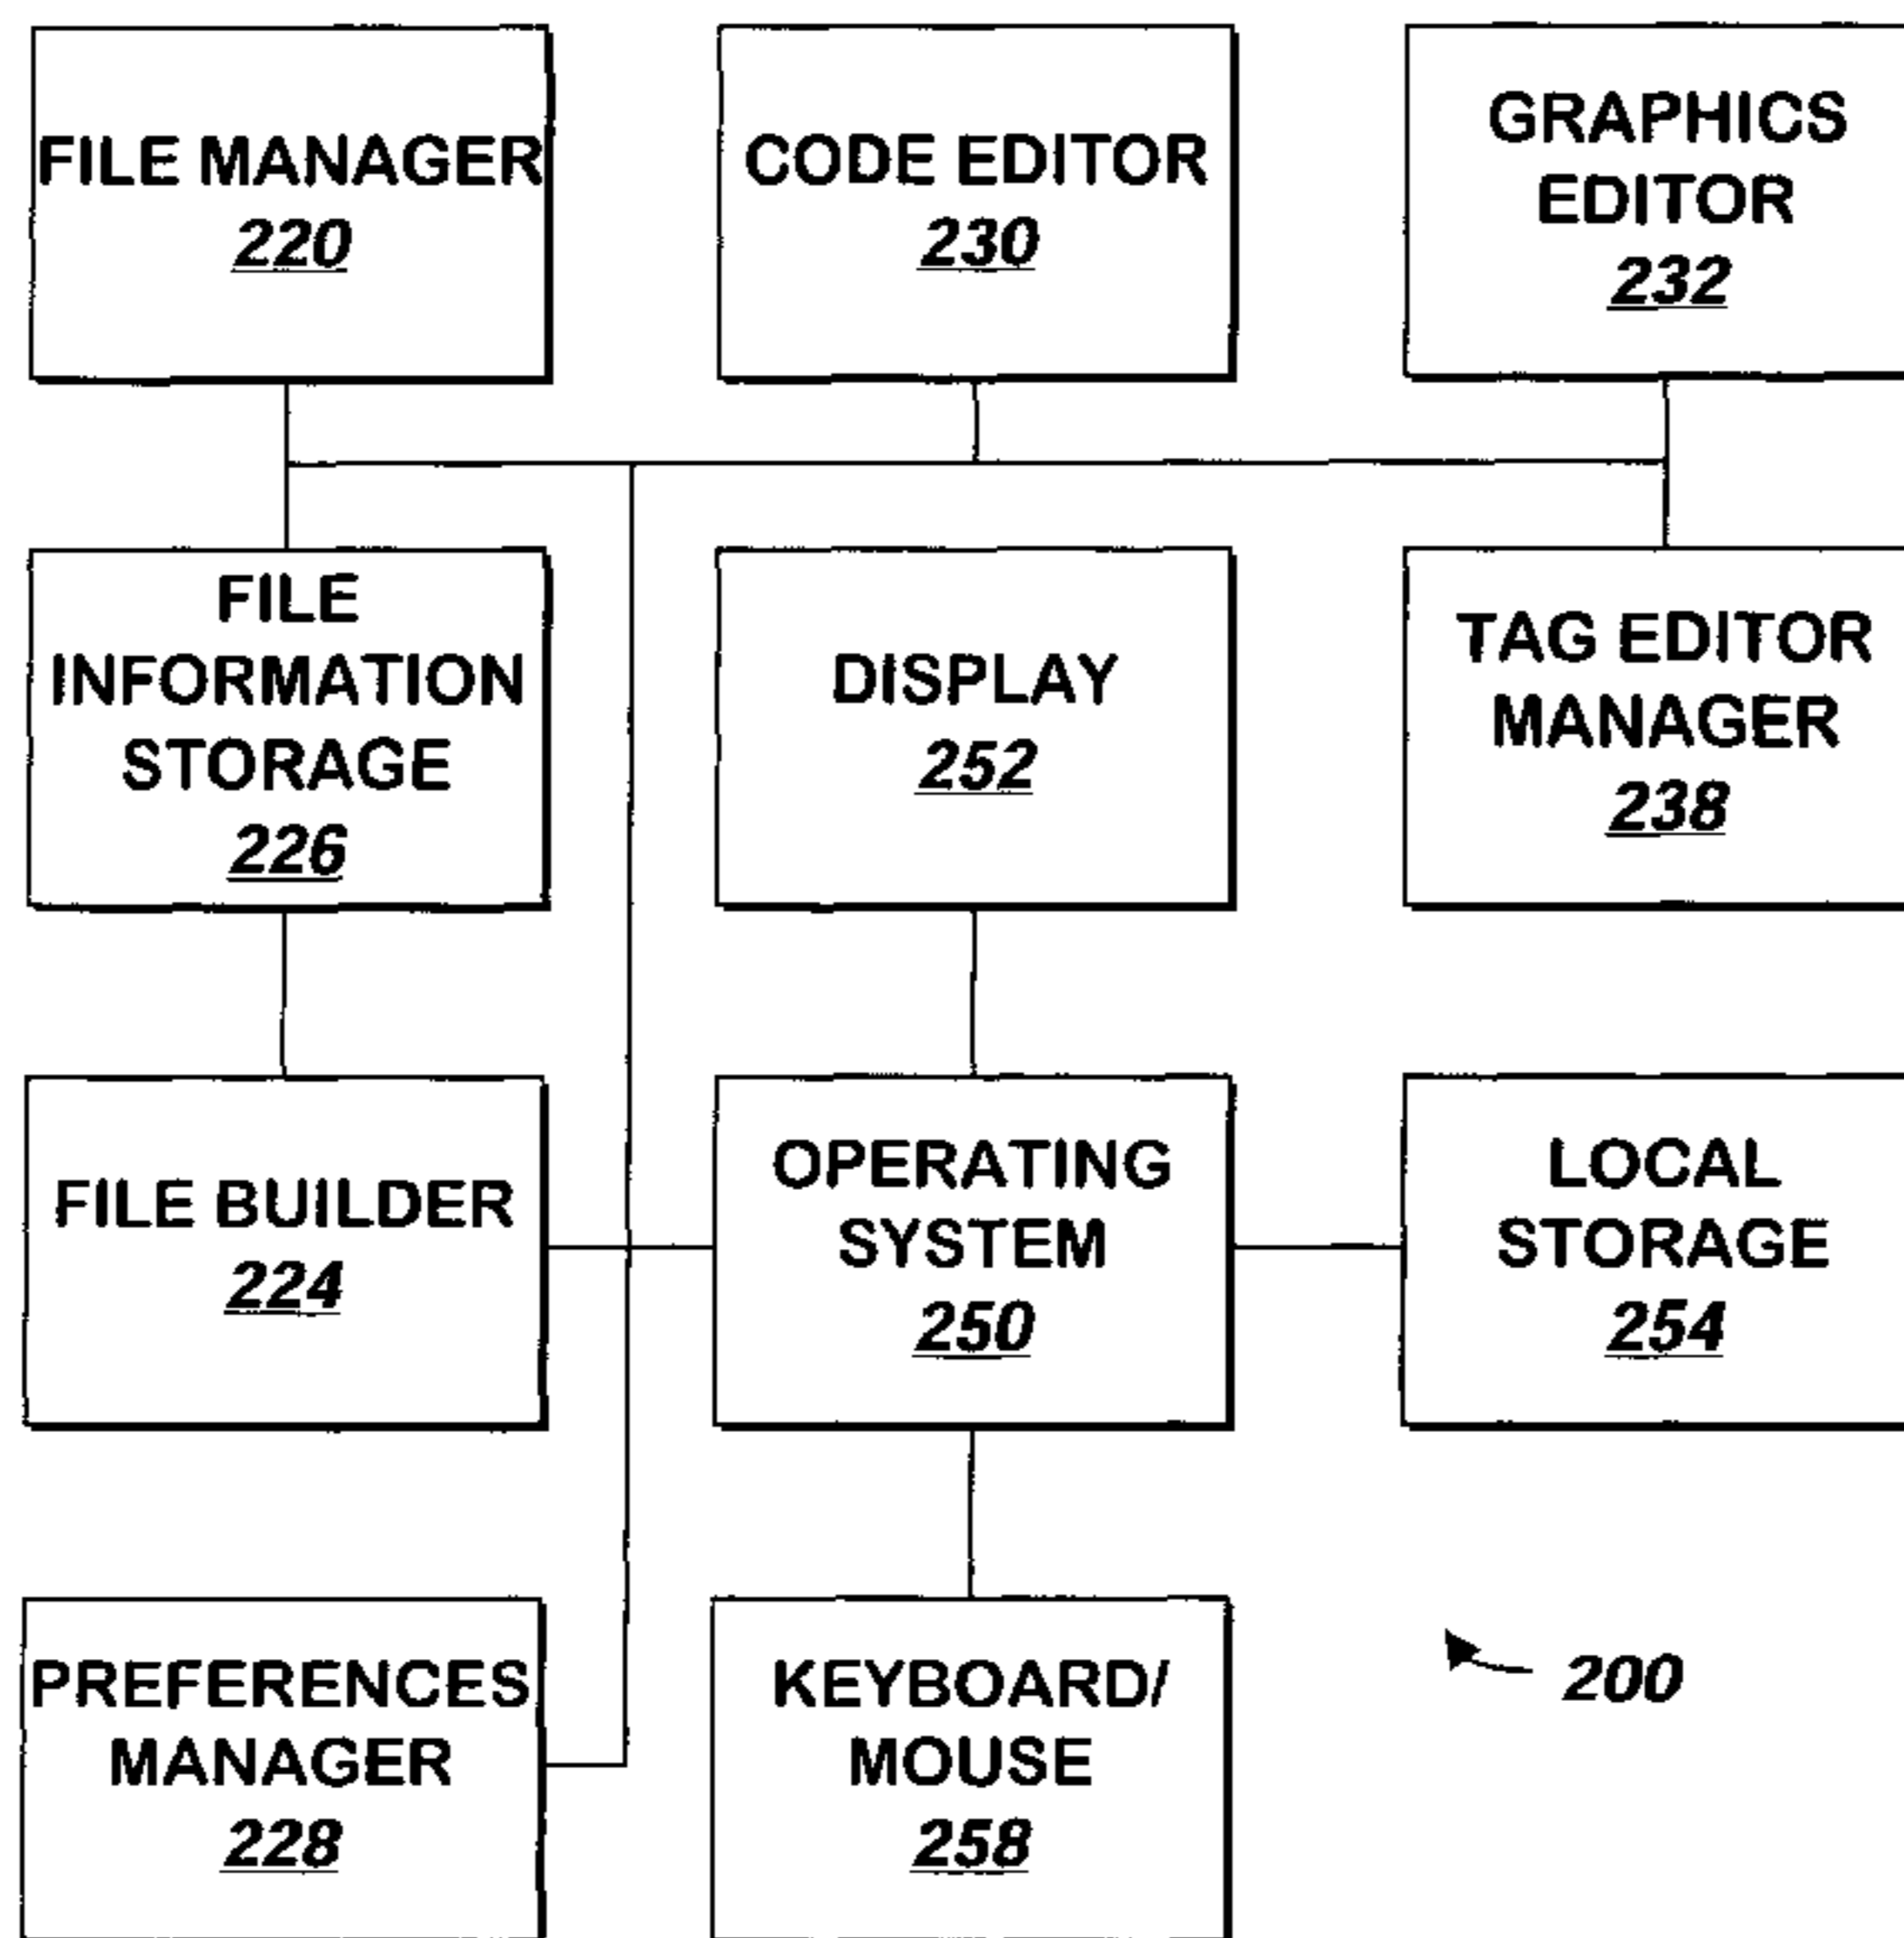 FILE MANAGER
220
CODE EDITOR
230
GRAPHICS
EDITOR
232
FILE
INFORMATION
STORAGE
226
DISPLAY
252
TAG EDITOR
MANAGER
238
FILE BUILDER
224
OPERATING
SYSTEM
250
LOCAL
STORAGE
254
PREFERENCES
MANAGER
228
KEYBOARD/
MOUSE
258
200